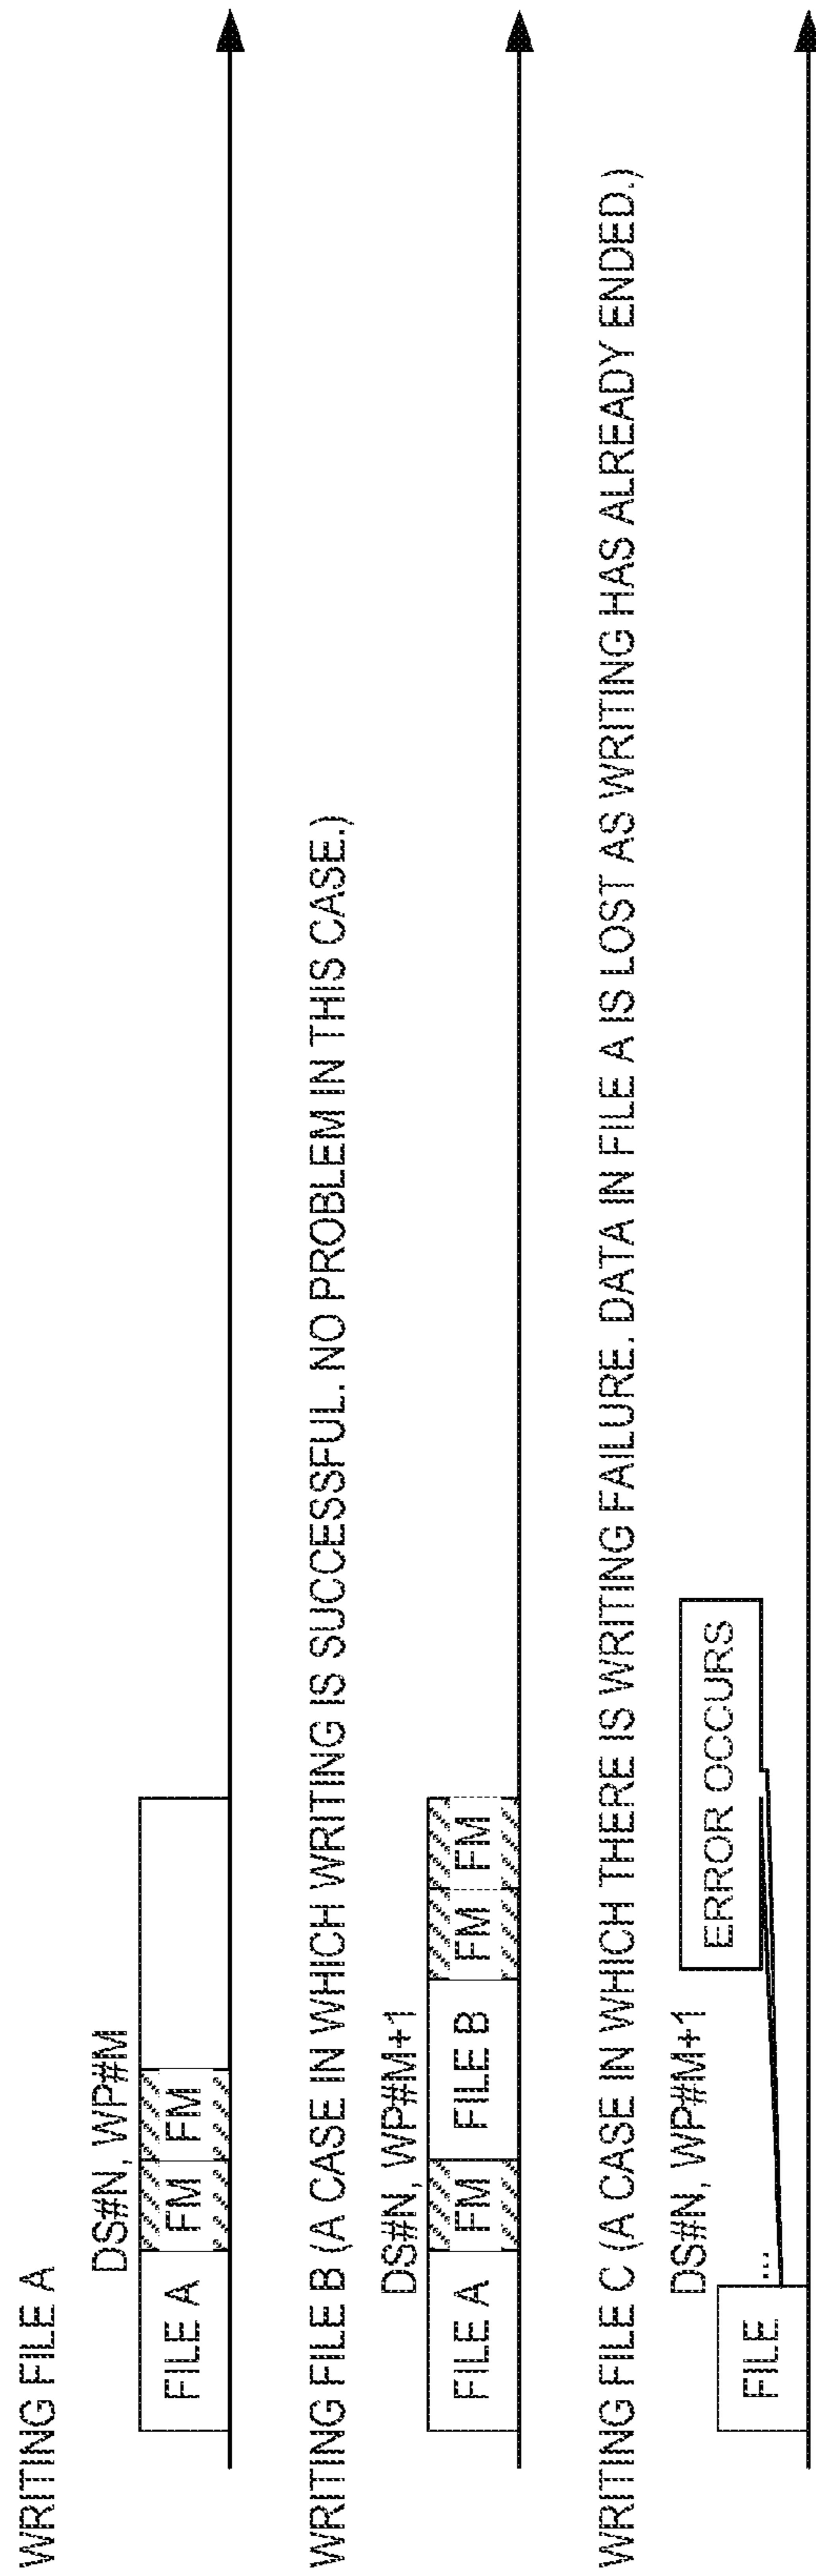 WRITING FILE A
DS#N, WP#M
FILE A FM FM
WRITING FILE B (A CASE IN WHICH WRITING IS SUCCESSFUL. NO PROBLEM IN THIS CASE.)
DS#N, WP#M+1
FILE A FM FILE B FM FM
WRITING FILE C (A CASE IN WHICH THERE IS WRITING FAILURE. DATA IN FILE A IS LOST AS WRITING HAS ALREADY ENDED.)
DS#N, WP#M+1
ERROR OCCURS
FILE ...